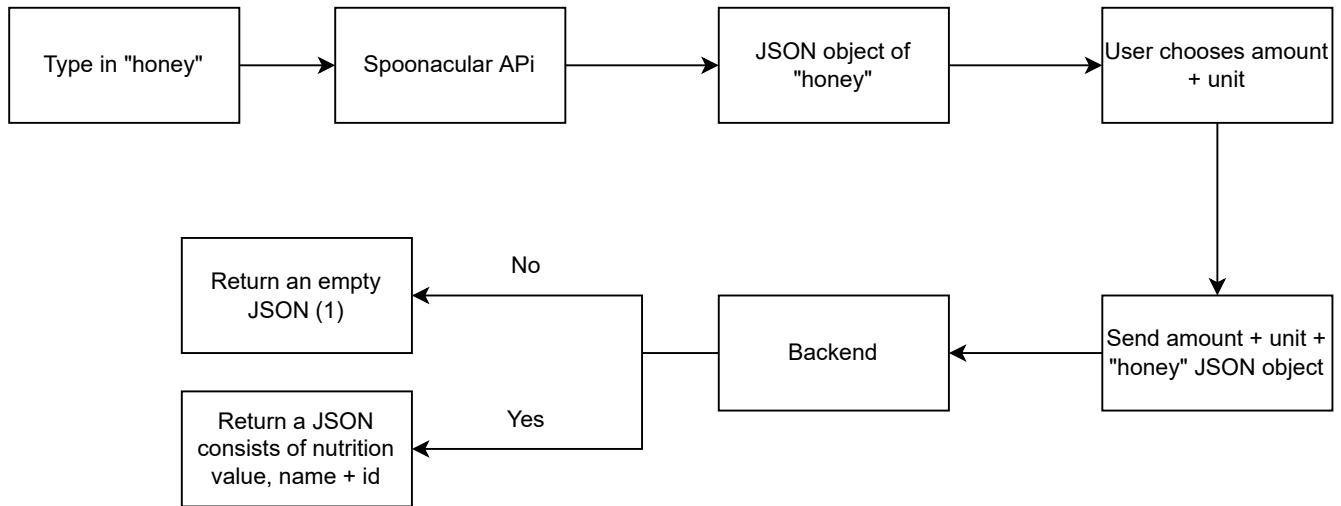 Type in "honey"
Spoonacular APi
JSON object of
"honey"
User chooses amount
+ unit
Send amount + unit +
"honey" JSON object
Backend
No
Return an empty
JSON (1)
Yes
Return a JSON
consists of nutrition
value, name + id